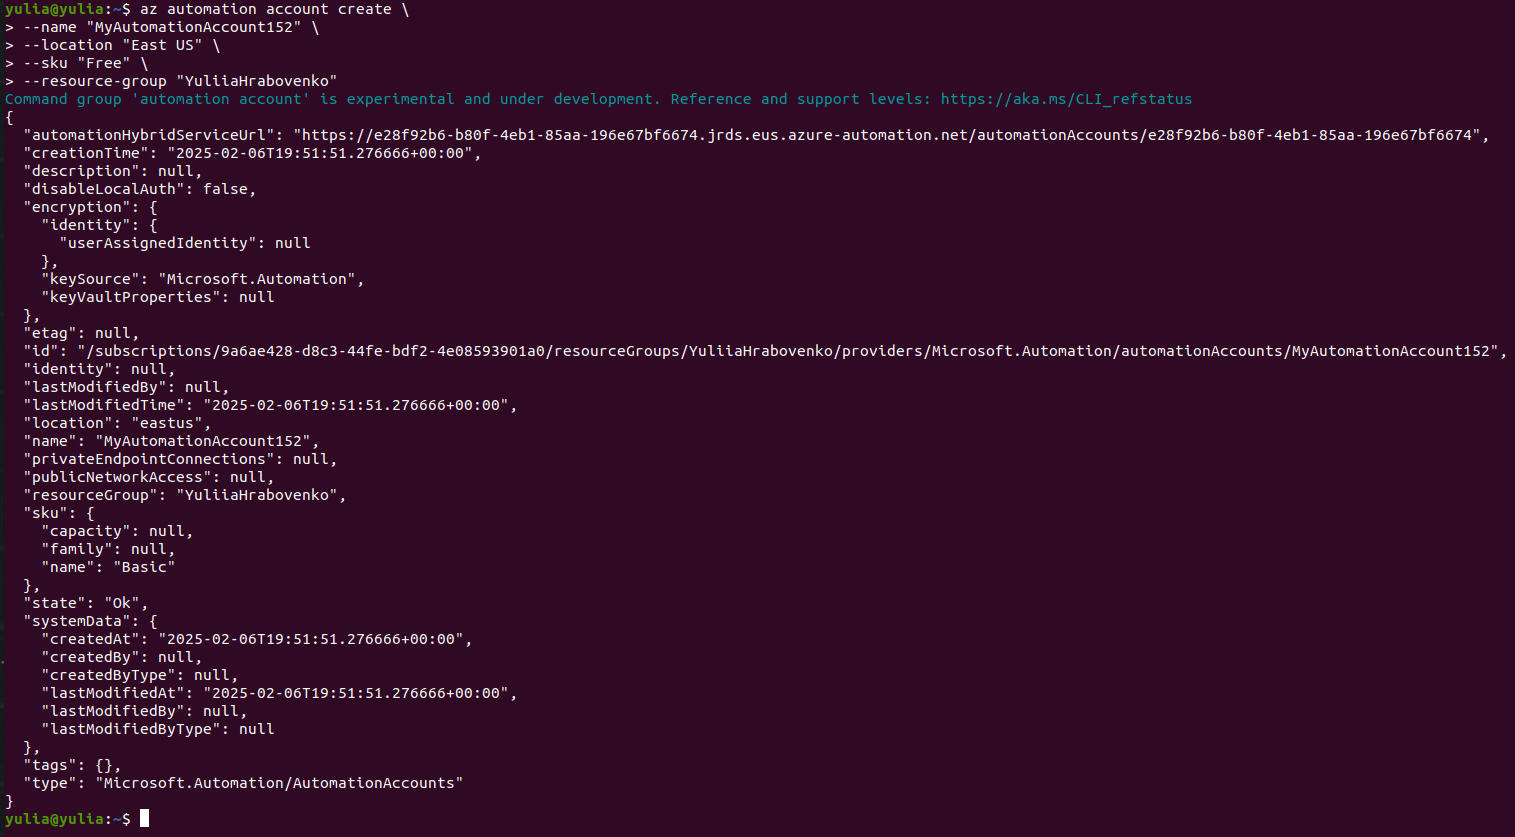 yulia@yulia:~$ az automation account create \
> --name "MyAutomationAccount152" \
> --location "East US" \
> --sku "Free" \
> --resource-group "YuliiaHrabovenko"
Command group 'automation account' is experimental and under development. Reference and support levels: https://aka.ms/CLI_refstatus
{
  "automationHybridServiceUrl": "https://e28f92b6-b80f-4eb1-85aa-196e67bf6674.jrds.eus.azure-automation.net/automationAccounts/e28f92b6-b80f-4eb1-85aa-196e67bf6674",
  "creationTime": "2025-02-06T19:51:51.276666+00:00",
  "description": null,
  "disableLocalAuth": false,
  "encryption": {
    "identity": {
      "userAssignedIdentity": null
    },
    "keySource": "Microsoft.Automation",
    "keyVaultProperties": null
  },
  "etag": null,
  "id": "/subscriptions/9a6ae428-d8c3-44fe-bdf2-4e08593901a0/resourceGroups/YuliiaHrabovenko/providers/Microsoft.Automation/automationAccounts/MyAutomationAccount152",
  "identity": null,
  "lastModifiedBy": null,
  "lastModifiedTime": "2025-02-06T19:51:51.276666+00:00",
  "location": "eastus",
  "name": "MyAutomationAccount152",
  "privateEndpointConnections": null,
  "publicNetworkAccess": null,
  "resourceGroup": "YuliiaHrabovenko",
  "sku": {
    "capacity": null,
    "family": null,
    "name": "Basic"
  },
  "state": "Ok",
  "systemData": {
    "createdAt": "2025-02-06T19:51:51.276666+00:00",
    "createdBy": null,
    "createdByType": null,
    "lastModifiedAt": "2025-02-06T19:51:51.276666+00:00",
    "lastModifiedBy": null,
    "lastModifiedByType": null
  },
  "tags": {},
  "type": "Microsoft.Automation/AutomationAccounts"
}
yulia@yulia:~$